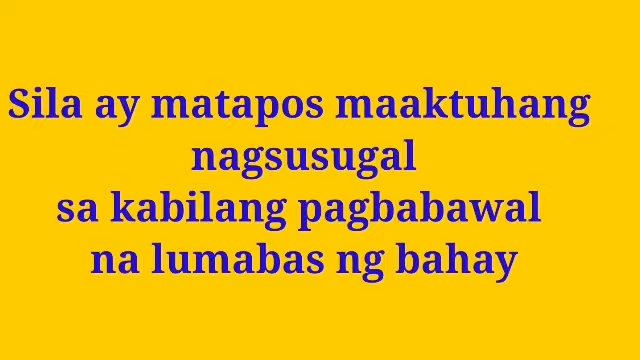 Sila ay matapos maaktuhang
nagsusugal
sa kabilang pagbabawal
na lumabas ng bahay